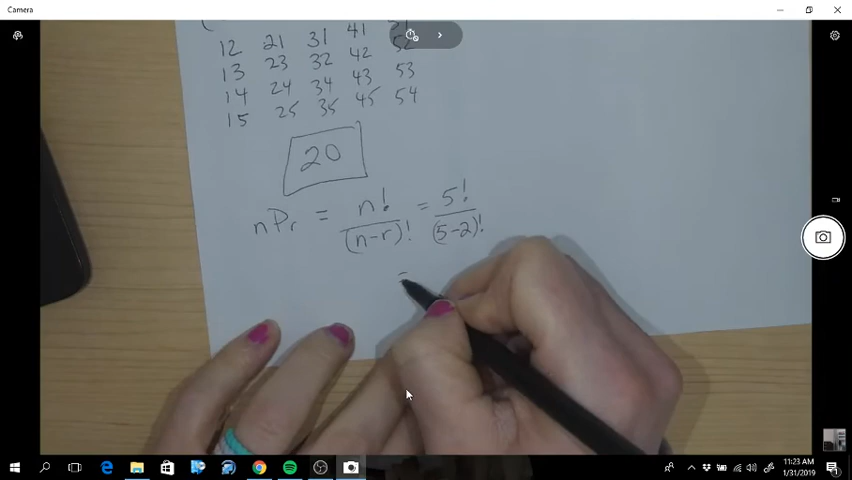 Camera
41
12 21 31 42 52
13 23 32 43 53
14 24 34 45 54
15 25 35
20
nPr = n!/(n-r)! = 5!/(5-2)!
=
11:23 AM
1/31/2019